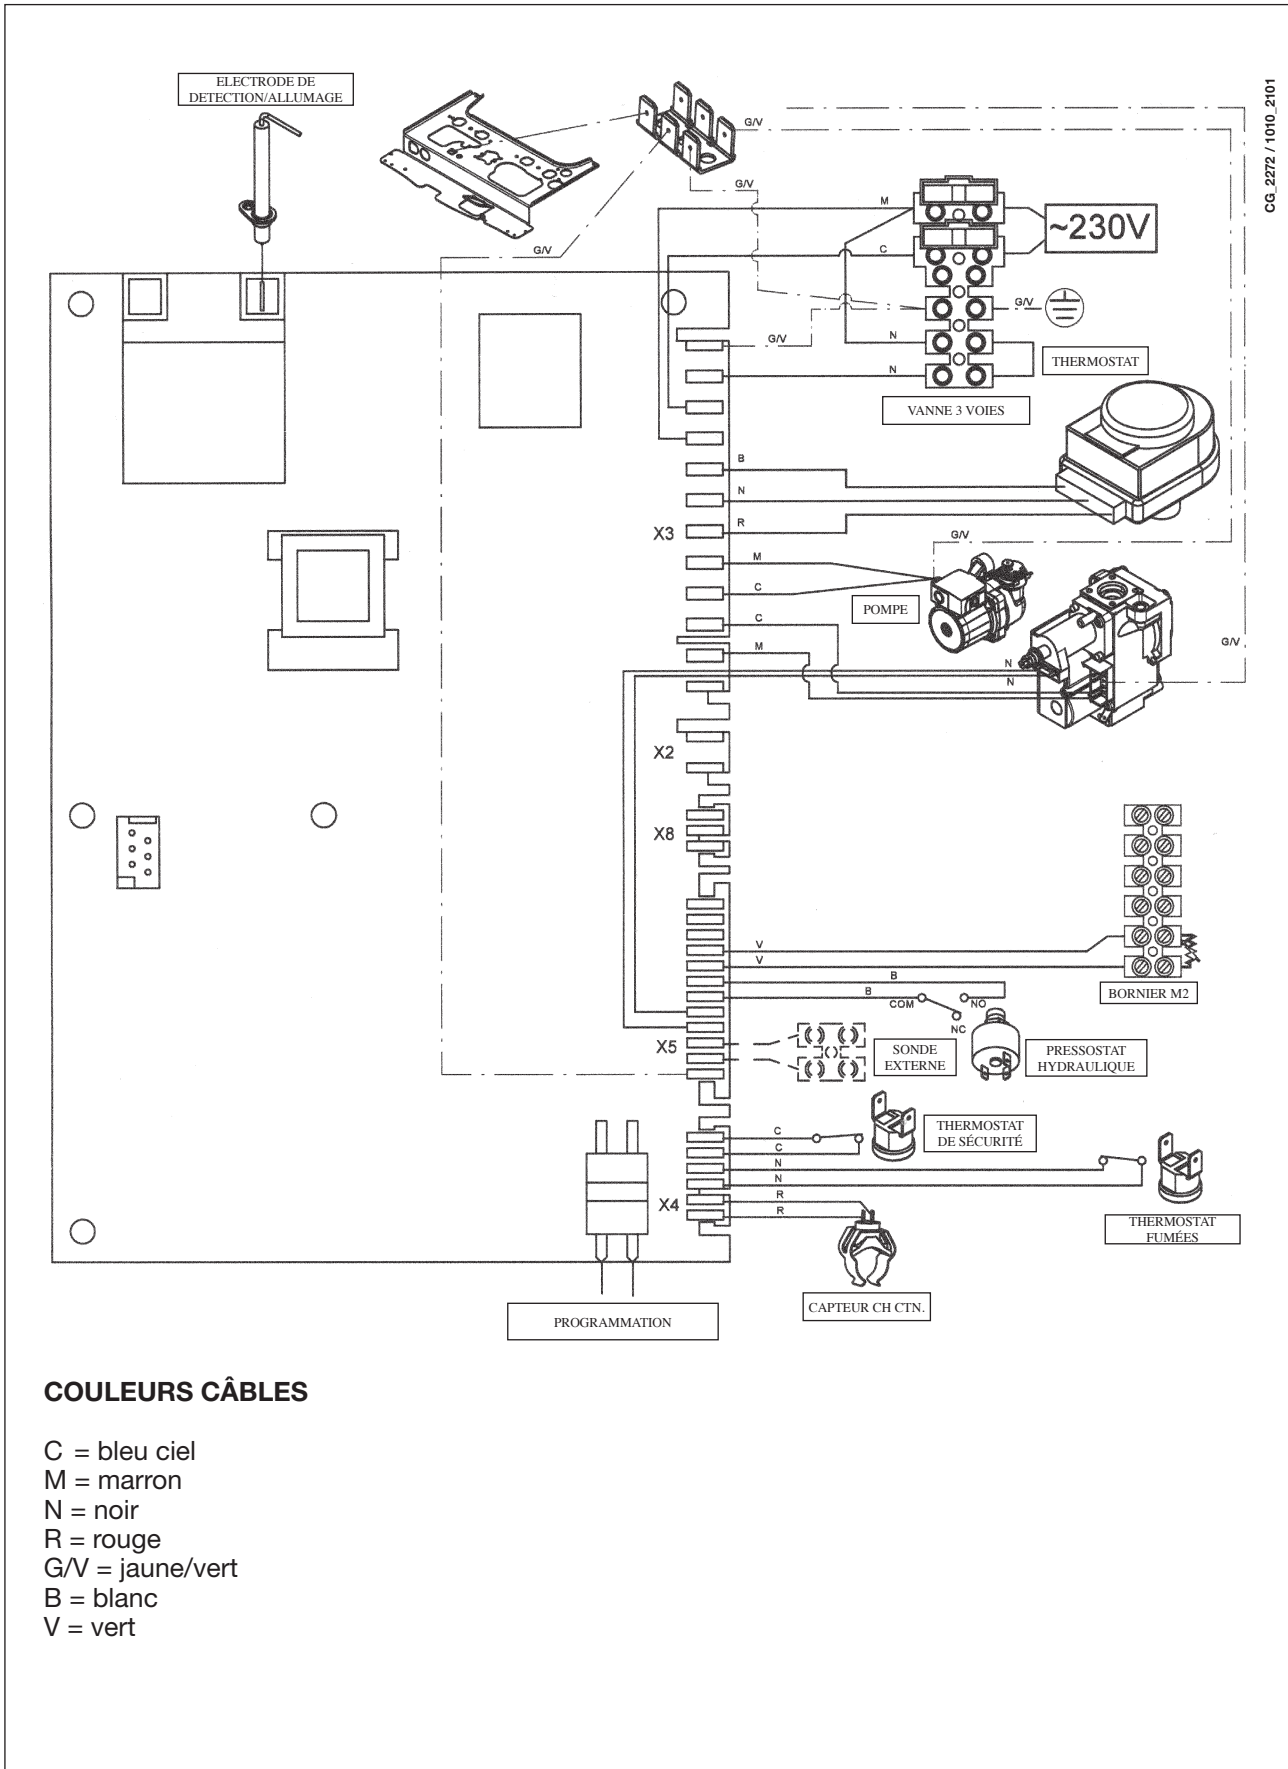 ELECTRODE DE
DETECTION/ALLUMAGE
CG_2272 / 1010_2101
G/V
G/V
G/V
M
~230V
C
G/V
G/V
N
THERMOSTAT
N
VANNE 3 VOIES
B
N
R
X3
G/V
M
C
POMPE
C
M
G/V
N
N
X2
X8
V
V
B
B
COM
NO
NC
BORNIER M2
X5
SONDE
EXTERNE
PRESSOSTAT
HYDRAULIQUE
THERMOSTAT
DE SÉCURITÉ
C
C
N
N
R
R
X4
THERMOSTAT
FUMÉES
CAPTEUR CH CTN.
PROGRAMMATION
COULEURS CÂBLES
C = bleu ciel
M = marron
N = noir
R = rouge
G/V = jaune/vert
B = blanc
V = vert